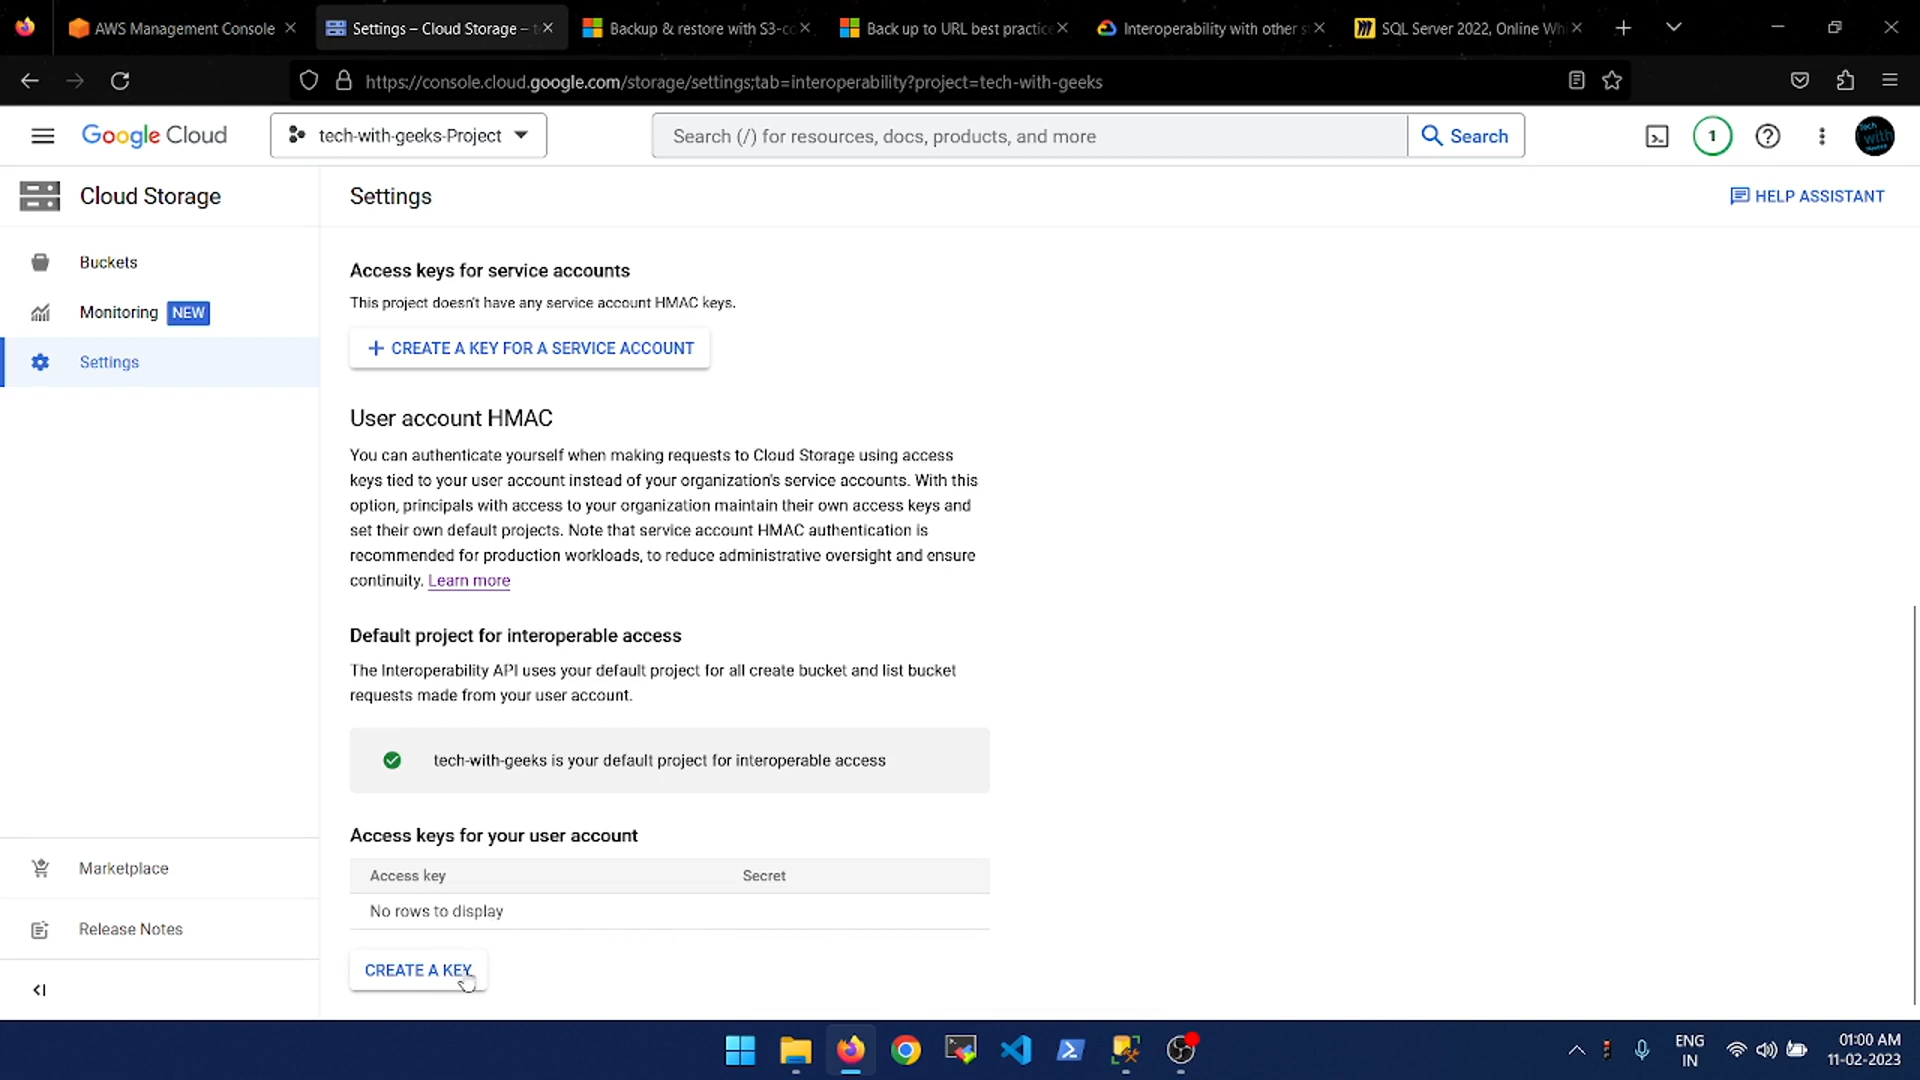 AWS Management Console
Settings – Cloud Storage – t
Backup & restore with S3-co
Back up to URL best practice
Interoperability with other s
SQL Server 2022, Online Whi
https://console.cloud.google.com/storage/settings;tab=interoperability?project=tech-with-geeks
Google Cloud
tech-with-geeks-Project
Search (/) for resources, docs, products, and more
Search
1
Cloud Storage
Settings
HELP ASSISTANT
Buckets
Monitoring NEW
Settings
Access keys for service accounts
This project doesn't have any service account HMAC keys.
+ CREATE A KEY FOR A SERVICE ACCOUNT
User account HMAC
You can authenticate yourself when making requests to Cloud Storage using access
keys tied to your user account instead of your organization's service accounts. With this
option, principals with access to your organization maintain their own access keys and
set their own default projects. Note that service account HMAC authentication is
recommended for production workloads, to reduce administrative oversight and ensure
continuity. Learn more
Default project for interoperable access
The Interoperability API uses your default project for all create bucket and list bucket
requests made from your user account.
tech-with-geeks is your default project for interoperable access
Access keys for your user account
Access key Secret
No rows to display
CREATE A KEY
Marketplace
Release Notes
ENG
IN
01:00 AM
11-02-2023